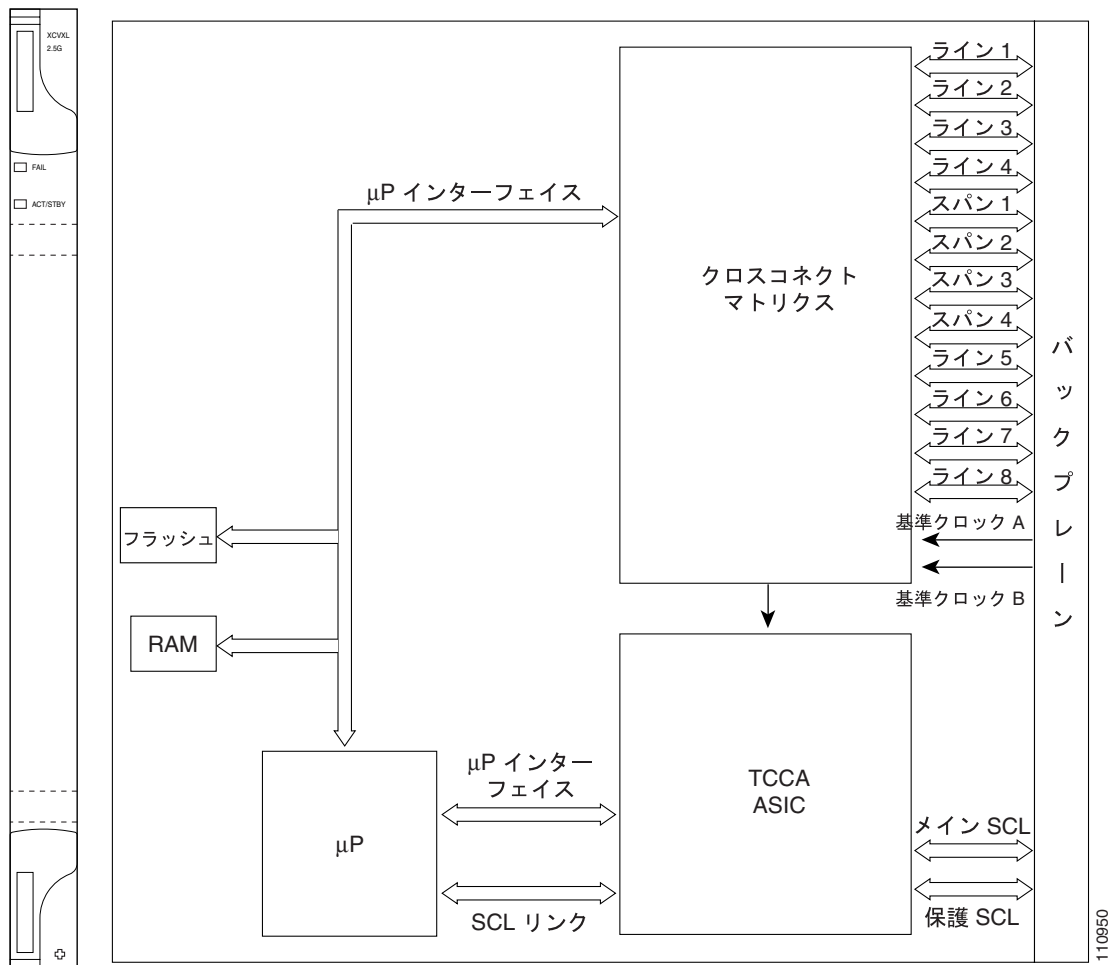 XCVXL
2.5G
FAIL
ACT/STBY
μP インターフェイス
クロスコネクト
マトリクス
ライン 1
ライン 2
ライン 3
ライン 4
スパン 1
スパン 2
スパン 3
スパン 4
ライン 5
ライン 6
ライン 7
ライン 8
基準クロック A
基準クロック B
バックプレーン
フラッシュ
RAM
μP
μP インター
フェイス
SCL リンク
TCCA
ASIC
メイン SCL
保護 SCL
110950